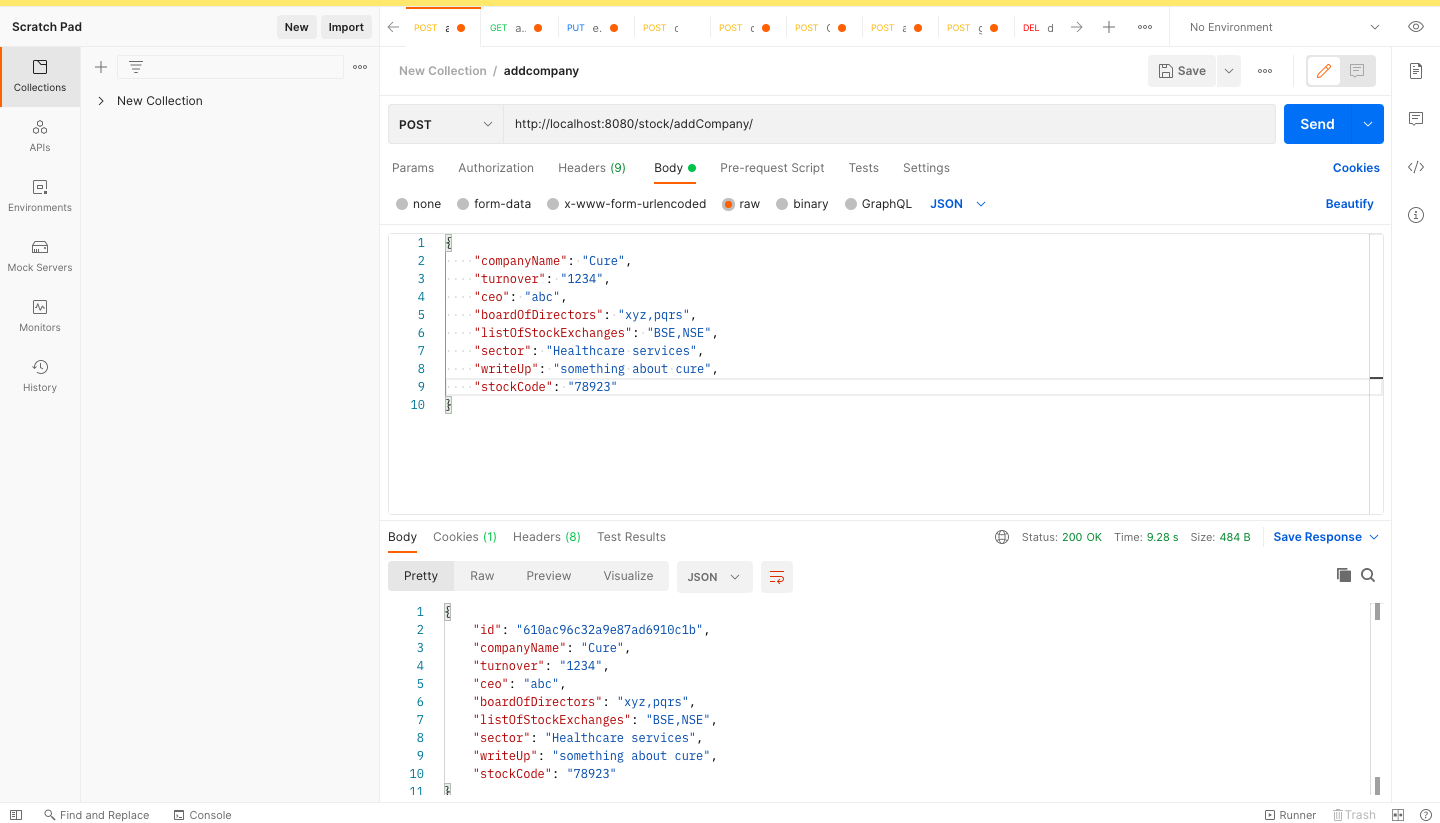 Scratch Pad
New
Import
POST a
GET a..
PUT e.
POST c
POST c
POST
POST a
POST g
DEL d
No Environment
Collections
APIs
Environments
Mock Servers
Monitors
History
New Collection
New Collection / addcompany
Save
POST
http://localhost:8080/stock/addCompany/
Send
Params Authorization Headers (9) Body Pre-request Script Tests Settings Cookies
none form-data x-www-form-urlencoded raw binary GraphQL JSON Beautify
1 {
2 "companyName": "Cure",
3 "turnover": "1234",
4 "ceo": "abc",
5 "boardOfDirectors": "xyz,pqrs",
6 "listOfStockExchanges": "BSE,NSE",
7 "sector": "Healthcare services",
8 "writeUp": "something about cure",
9 "stockCode": "78923"
10 }
Body Cookies (1) Headers (8) Test Results Status: 200 OK Time: 9.28 s Size: 484 B Save Response
Pretty Raw Preview Visualize JSON
1 {
2 "id": "610ac96c32a9e87ad6910c1b",
3 "companyName": "Cure",
4 "turnover": "1234",
5 "ceo": "abc",
6 "boardOfDirectors": "xyz,pqrs",
7 "listOfStockExchanges": "BSE,NSE",
8 "sector": "Healthcare services",
9 "writeUp": "something about cure",
10 "stockCode": "78923"
11 }
Find and Replace Console Runner Trash